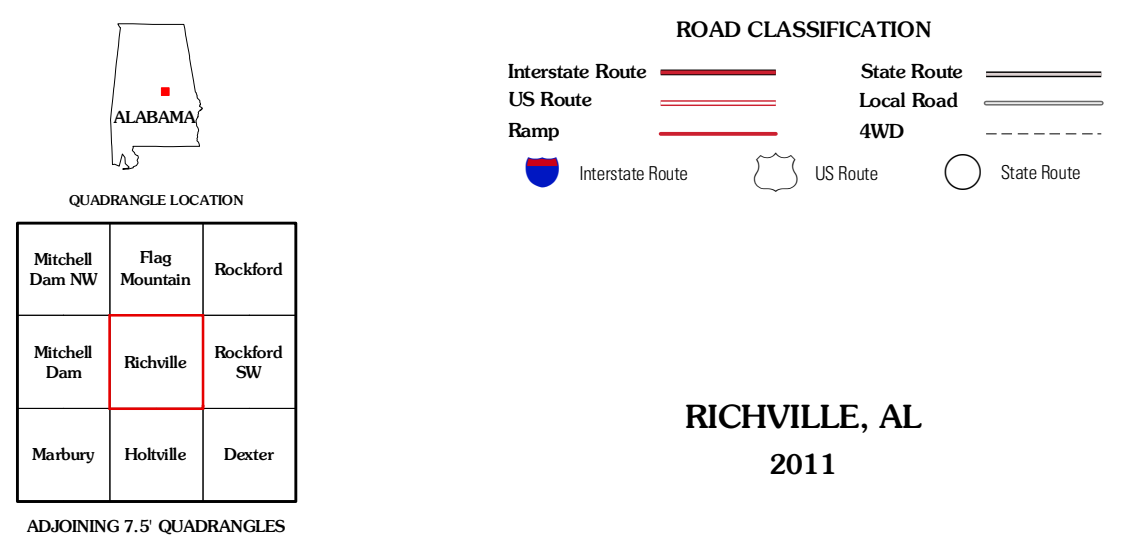 ALABAMA
QUADRANGLE LOCATION
Mitchell
Dam NW
Flag
Mountain
Rockford
Mitchell
Dam
Richville
Rockford
SW
Marbury
Holtville
Dexter
ADJOINING 7.5' QUADRANGLES
ROAD CLASSIFICATION
Interstate Route
State Route
US Route
Local Road
Ramp
4WD
Interstate Route
US Route
State Route
RICHVILLE, AL
2011